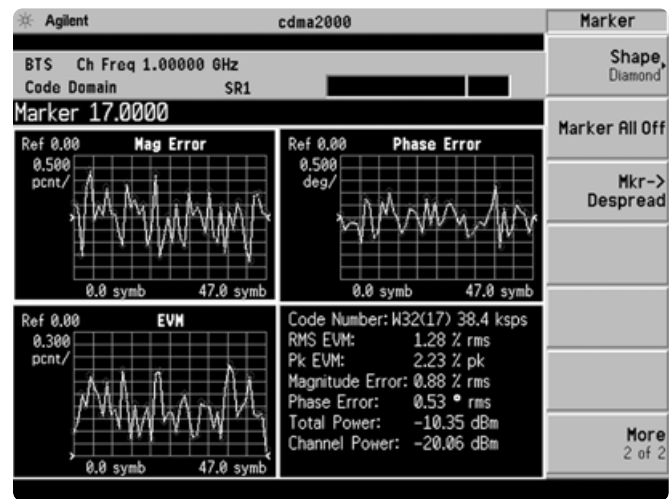 Agilent cdma2000 Marker
BTS Ch Freq 1.00000 GHz
Code Domain SR1
Marker 17.0000
Ref 0.00 Mag Error
0.500
pcnt/
0.0 symb 47.0 symb
Ref 0.00 Phase Error
0.500
deg/
0.0 symb 47.0 symb
Ref 0.00 EVM
0.300
pcnt/
0.0 symb 47.0 symb
Code Number: W32(17) 38.4 ksps
RMS EVM: 1.28 % rms
Pk EVM: 2.23 % pk
Magnitude Error: 0.88 % rms
Phase Error: 0.53 ° rms
Total Power: -10.35 dBm
Channel Power: -20.06 dBm
Shape
Diamond
Marker All Off
Mkr->
Despread
More
2 of 2